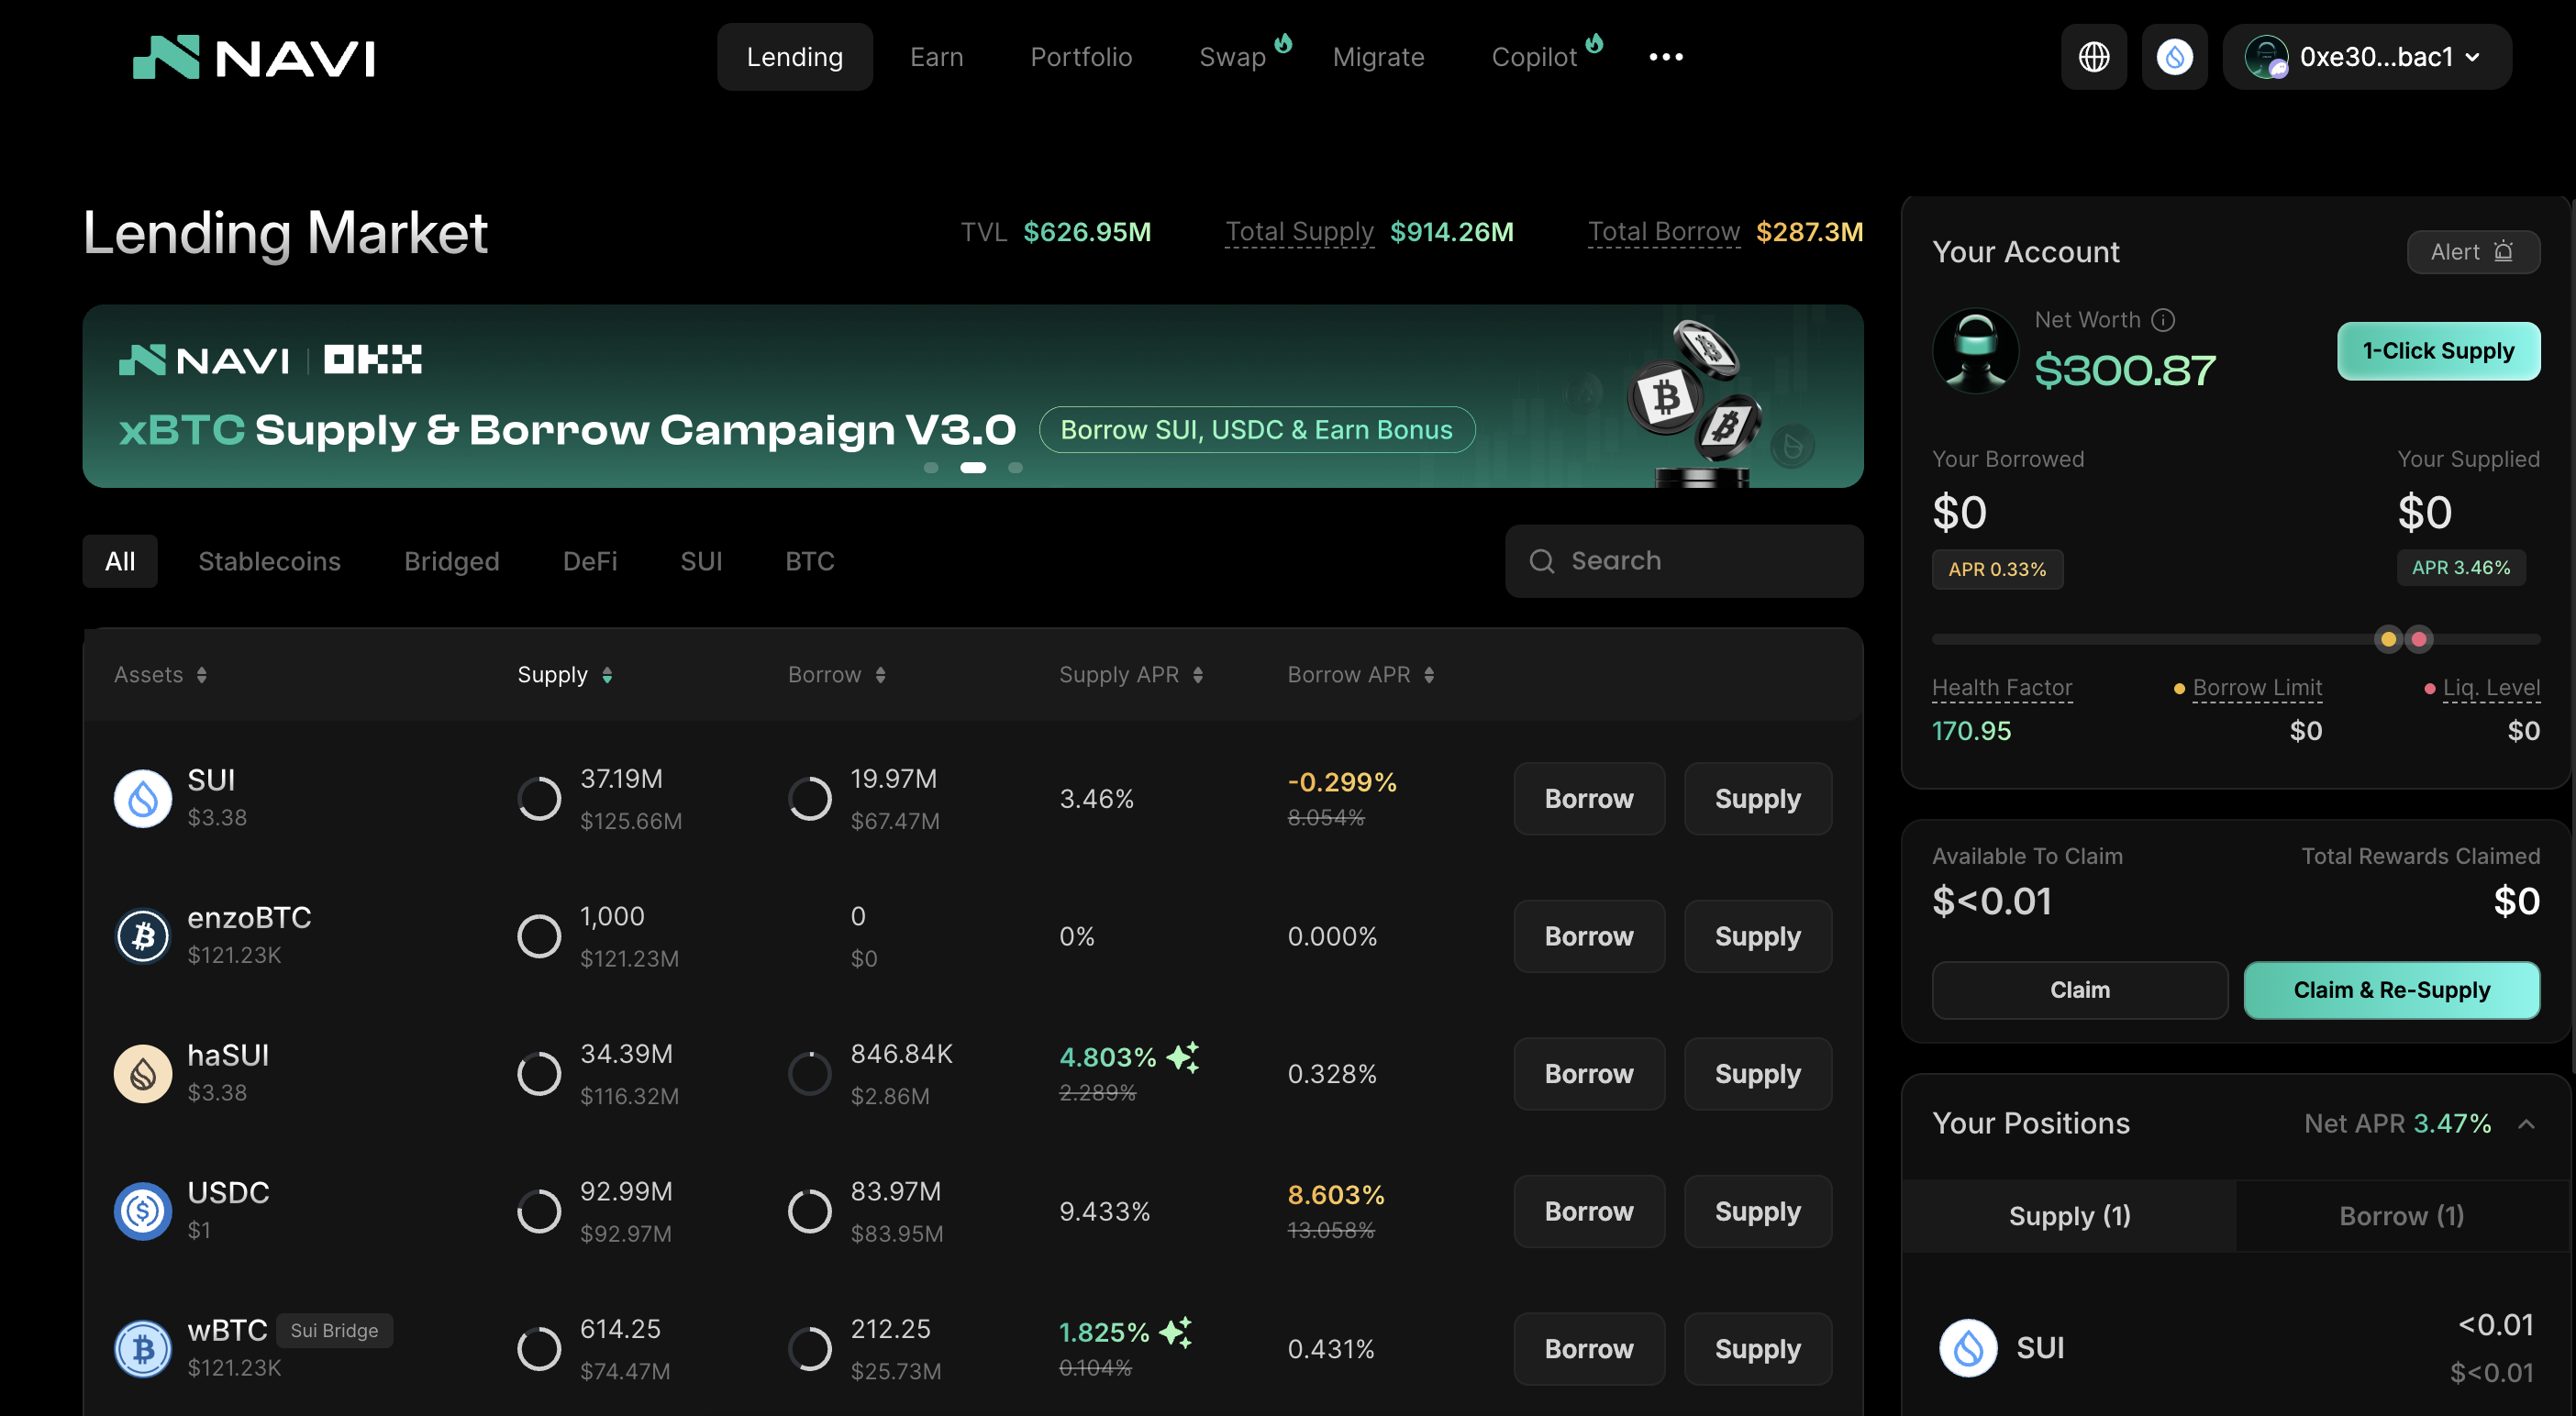 NAVI
Lending Earn Portfolio Swap Migrate Copilot •••
0xe30...bac1
Lending Market
TVL $626.95M Total Supply $914.26M Total Borrow $287.3M
NAVI | OKX
xBTC Supply & Borrow Campaign V3.0 Borrow SUI, USDC & Earn Bonus
All Stablecoins Bridged DeFi SUI BTC Search
Assets Supply Borrow Supply APR Borrow APR
SUI 37.19M 19.97M 3.46% -0.299% Borrow Supply
$3.38 $125.66M $67.47M 8.054%
enzoBTC 1,000 0 0% 0.000% Borrow Supply
$121.23K $121.23M $0
haSUI 34.39M 846.84K 4.803% 0.328% Borrow Supply
$3.38 $116.32M $2.86M 2.289%
USDC 92.99M 83.97M 9.433% 8.603% Borrow Supply
$1 $92.97M $83.95M 13.058%
wBTC Sui Bridge 614.25 212.25 1.825% 0.431% Borrow Supply
$121.23K $74.47M $25.73M 0.104%
Your Account Alert
Net Worth
$300.87 1-Click Supply
Your Borrowed Your Supplied
$0 $0
APR 0.33% APR 3.46%
Health Factor Borrow Limit Liq. Level
170.95 $0 $0
Available To Claim Total Rewards Claimed
$<0.01 $0
Claim Claim & Re-Supply
Your Positions Net APR 3.47%
Supply (1) Borrow (1)
SUI <0.01
$<0.01